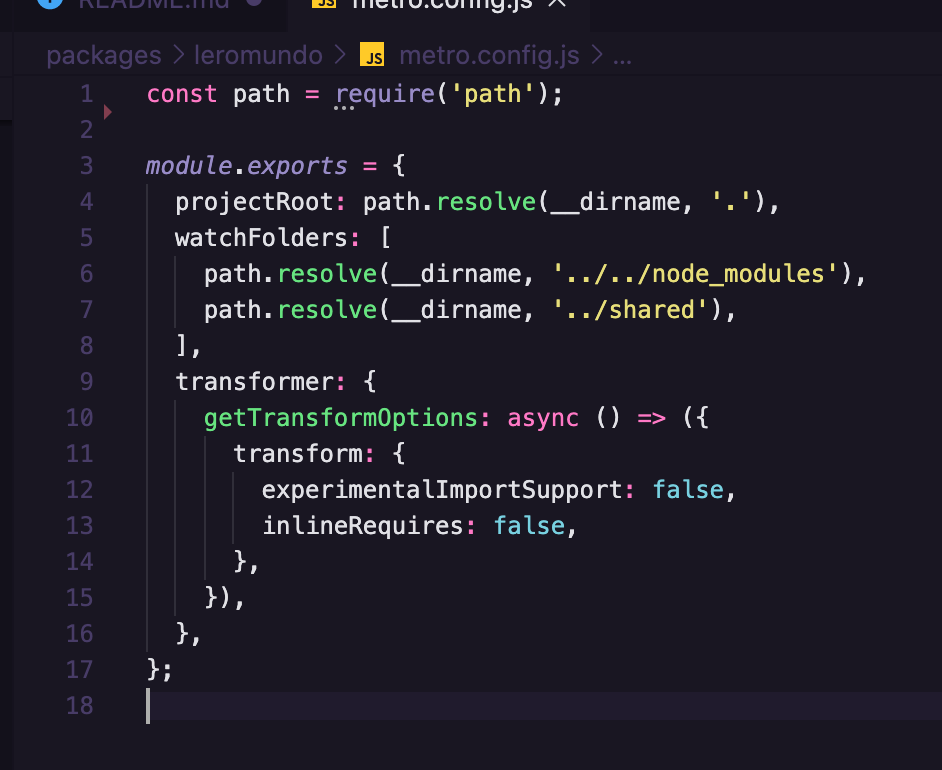 README.md JS metro.config.js ×
packages > leromundo > JS metro.config.js > ...
1 const path = require('path');
2
3 module.exports = {
4   projectRoot: path.resolve(__dirname, '.'),
5   watchFolders: [
6     path.resolve(__dirname, '../../node_modules'),
7     path.resolve(__dirname, '../shared'),
8   ],
9   transformer: {
10     getTransformOptions: async () => ({
11       transform: {
12         experimentalImportSupport: false,
13         inlineRequires: false,
14       },
15     }),
16   },
17 };
18